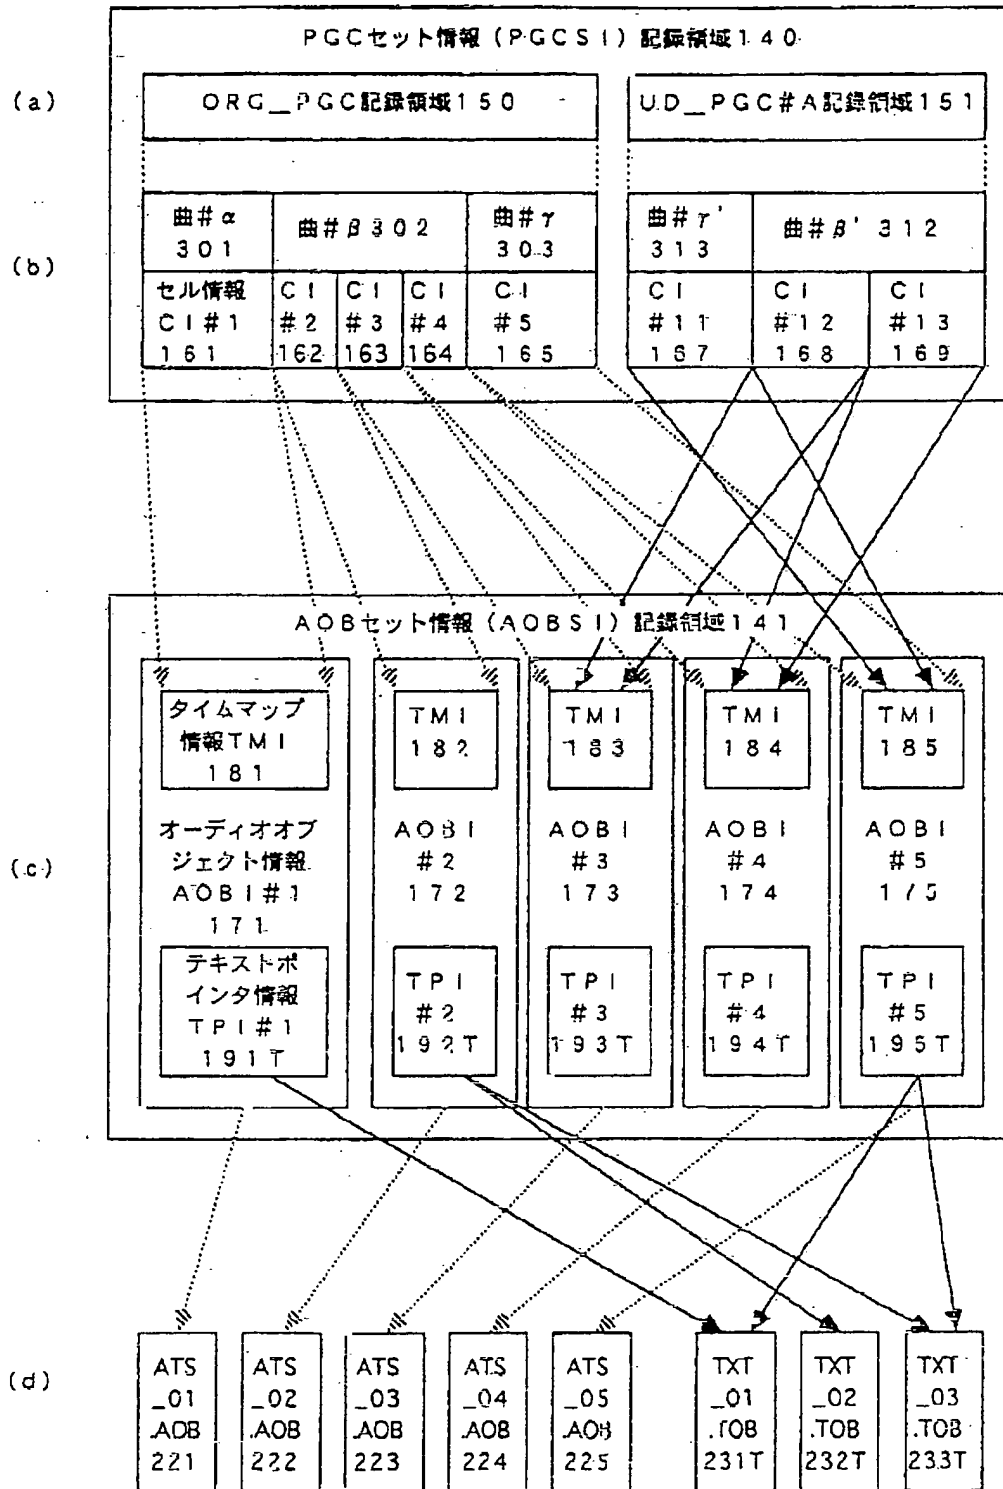 PGCセット情報(PGCSI)記録領域140
(a)
ORG__PGC記録領域150
UD__PGC#A記録領域151
(b)
曲#α
301
曲#β302
曲#γ
303
曲#γ'
313
曲#β' 312
セル情報
CI#1
161
CI
#2
162
CI
#3
163
CI
#4
164
CI
#5
165
CI
#11
167
CI
#12
168
CI
#13
169
AOBセット情報(AOBSI)記録領域141
(c)
タイムマップ
情報TMI
181
TMI
182
TMI
183
TMI
184
TMI
185
オーディオオブ
ジェクト情報
AOBI#1
171
AOBI
#2
172
AOBI
#3
173
AOBI
#4
174
AOBI
#5
175
テキストポ
インタ情報
TPI#1
191T
TPI
#2
192T
TPI
#3
193T
TPI
#4
194T
TPI
#5
195T
(d)
ATS
_01
.AOB
221
ATS
_02
.AOB
222
ATS
_03
.AOB
223
ATS
_04
.AOB
224
ATS
_05
.AOB
225
TXT
_01
.TOB
231T
TXT
_02
.TOB
232T
TXT
_03
.TOB
233T